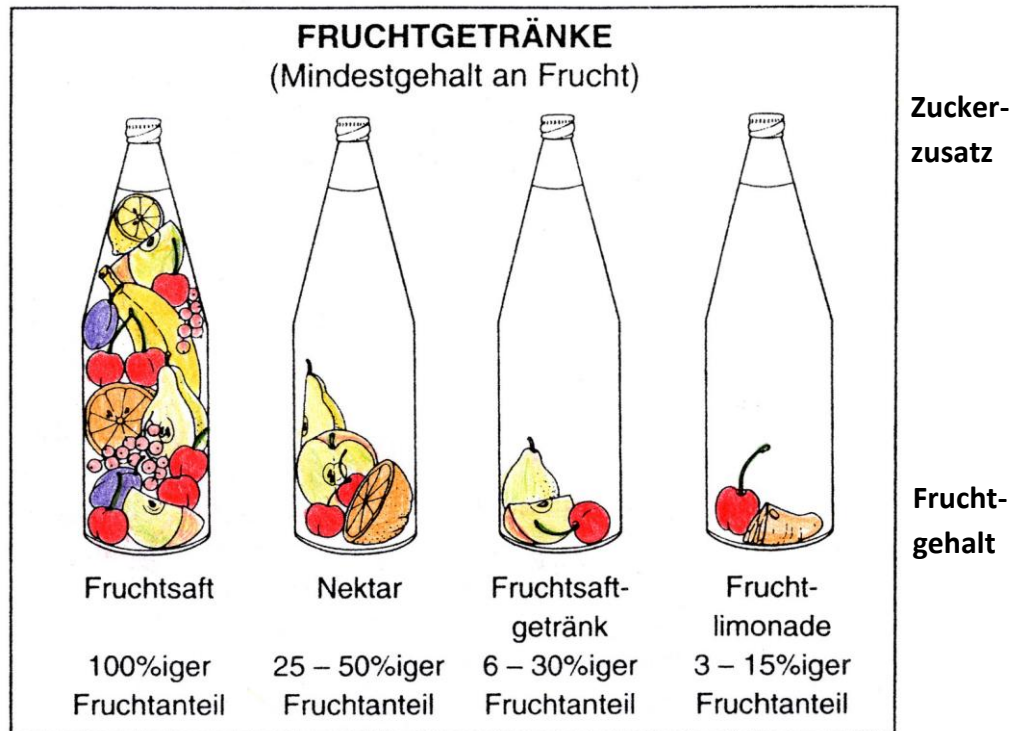 FRUCHTGETRÄNKE
(Mindestgehalt an Frucht)
Zucker-
zusatz
Frucht-
gehalt
Fruchtsaft
Nektar
Fruchtsaft-
getränk
Frucht-
limonade
100%iger
Fruchtanteil
25 – 50%iger
Fruchtanteil
6 – 30%iger
Fruchtanteil
3 – 15%iger
Fruchtanteil